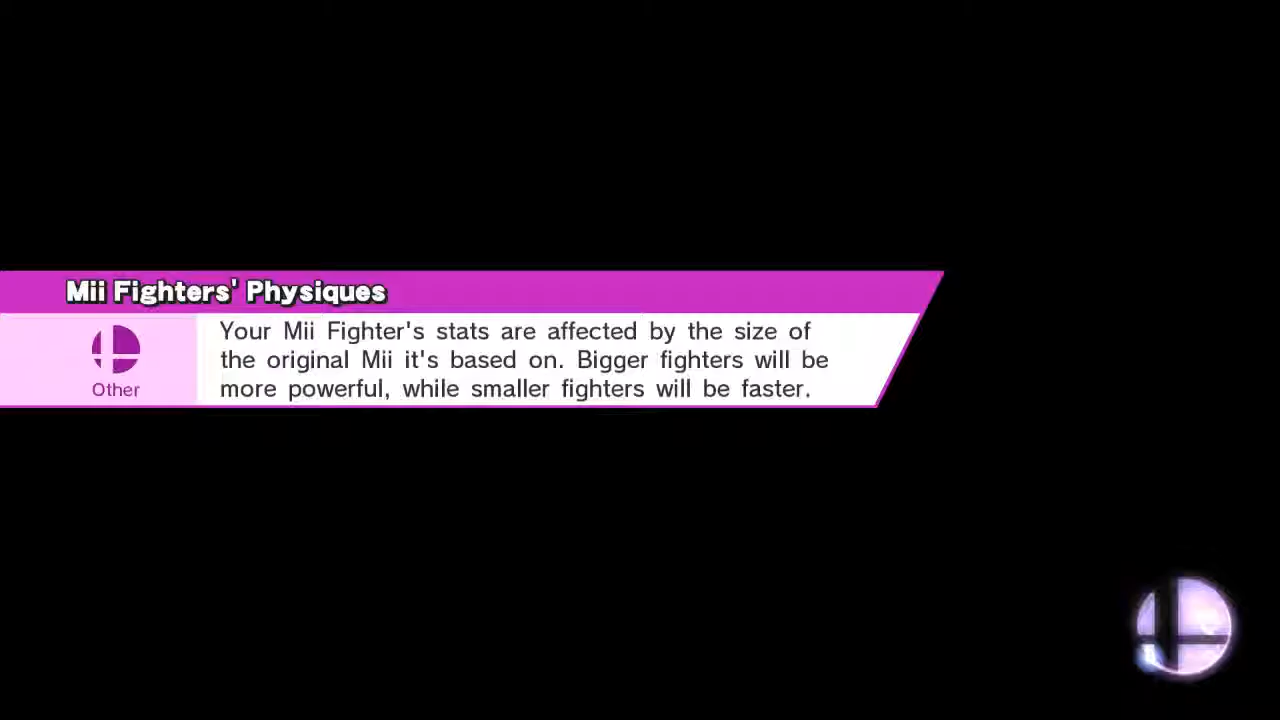 Mii Fighters' Physiques
Other
Your Mii Fighter's stats are affected by the size of
the original Mii it's based on. Bigger fighters will be
more powerful, while smaller fighters will be faster.